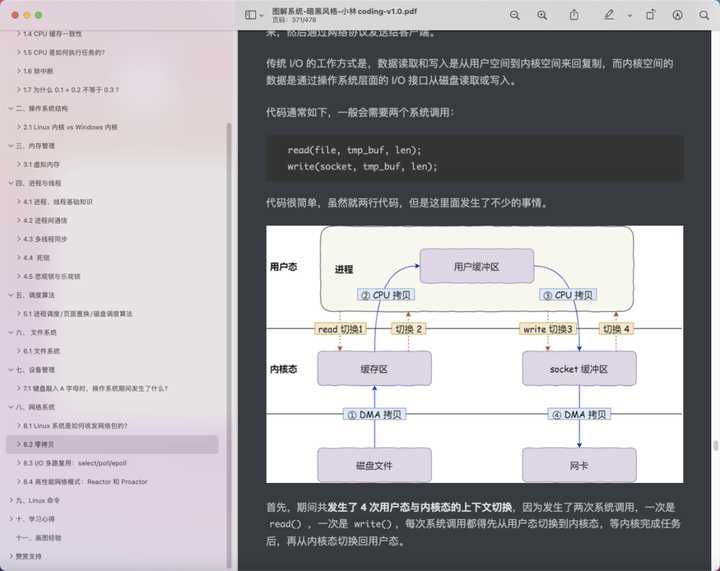 图解系统-暗黑风格-小林 coding-v1.0.pdf
页码：371/478
1.4 CPU 缓存一致性
1.5 CPU 是如何执行任务的？
1.6 软中断
1.7 为什么 0.1 + 0.2 不等于 0.3 ？
二、操作系统结构
2.1 Linux 内核 vs Windows 内核
三、内存管理
3.1 虚拟内存
四、进程与线程
4.1 进程、线程基础知识
4.2 进程间通信
4.3 多线程同步
4.4 死锁
4.5 悲观锁与乐观锁
五、调度算法
5.1 进程调度/页面置换/磁盘调度算法
六、 文件系统
6.1 文件系统
七、设备管理
7.1 键盘敲入 A 字母时，操作系统期间发生了什么？
八、网络系统
8.1 Linux 系统是如何收发网络包的？
8.2 零拷贝
8.3 I/O 多路复用：select/poll/epoll
8.4 高性能网络模式：Reactor 和 Proactor
九、Linux 命令
十、学习心得
十一、画图经验
赞赏支持
来，然后通过网络协议发送给客户端。
传统 I/O 的工作方式是，数据读取和写入是从用户空间到内核空间来回复制，而内核空间的
数据是通过操作系统层面的 I/O 接口从磁盘读取或写入。
代码通常如下，一般会需要两个系统调用：
read(file, tmp_buf, len);
write(socket, tmp_buf, len);
代码很简单，虽然就两行代码，但是这里面发生了不少的事情。
用户态
进程
用户缓冲区
② CPU 拷贝
③ CPU 拷贝
read 切换1
切换 2
write 切换3
切换 4
内核态
缓存区
socket 缓冲区
① DMA 拷贝
④ DMA 拷贝
磁盘文件
网卡
首先，期间共发生了 4 次用户态与内核态的上下文切换，因为发生了两次系统调用，一次是
read() ，一次是 write()，每次系统调用都得先从用户态切换到内核态，等内核完成任务
后，再从内核态切换回用户态。